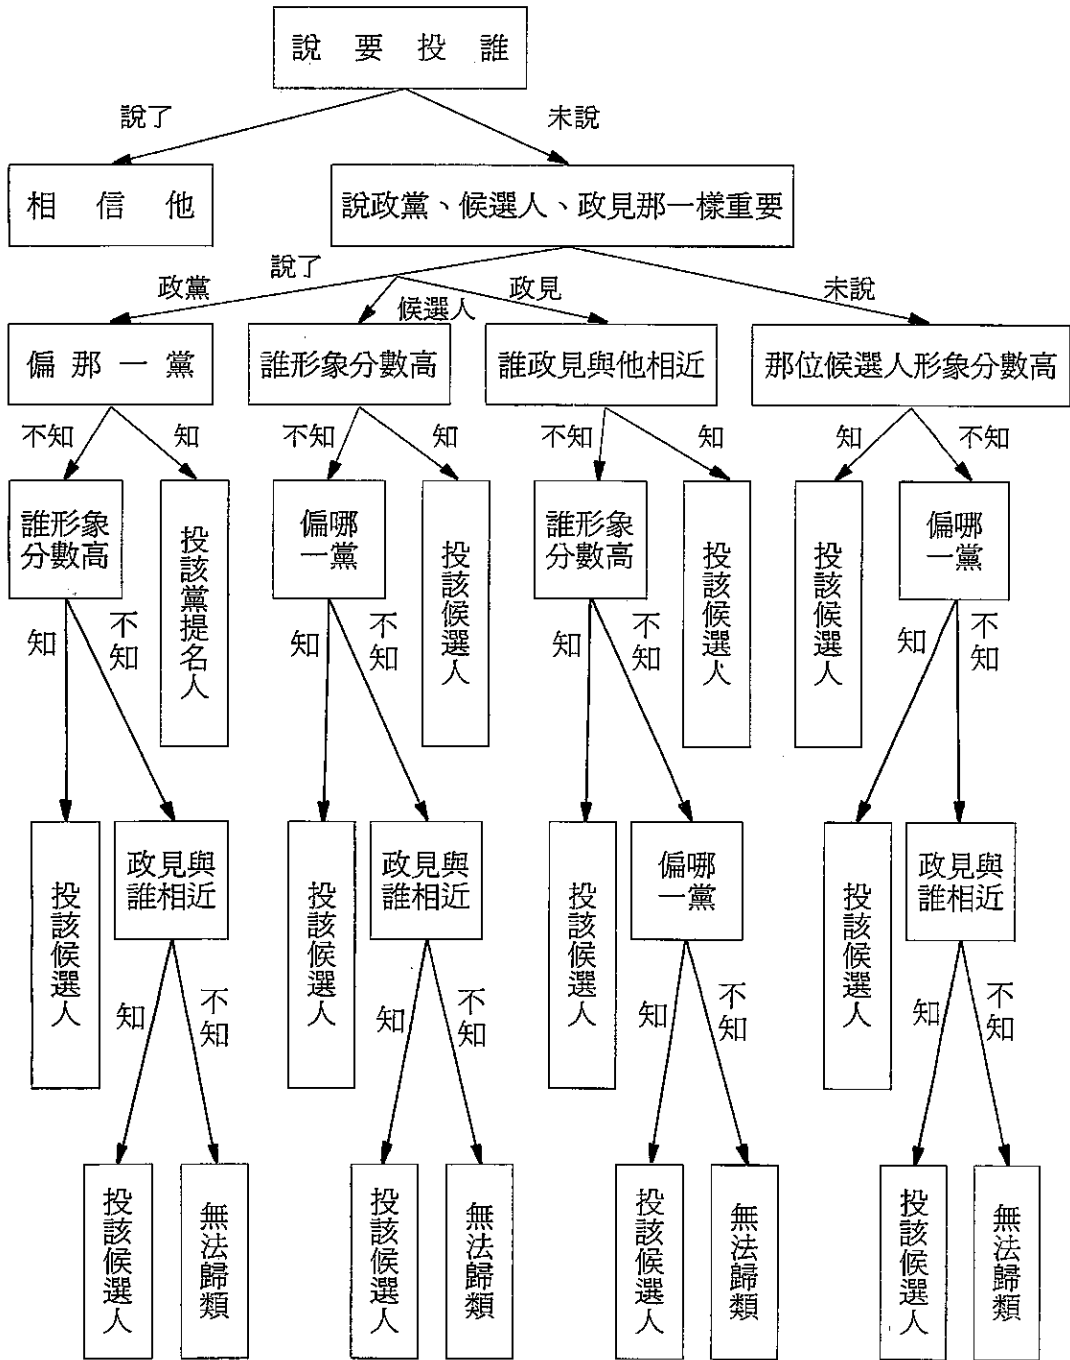 說要投誰
說了
未說
相信他
說政黨、候選人、政見那一樣重要
說了
政黨
候選人
政見
未說
偏那一黨
誰形象分數高
誰政見與他相近
那位候選人形象分數高
不知
知
不知
知
不知
知
知
不知
誰形象
分數高
投該黨提名人
偏哪
一黨
投該候選人
誰形象
分數高
投該候選人
投該候選人
偏哪
一黨
知
不知
知
不知
知
不知
知
不知
投該候選人
政見與
誰相近
投該候選人
政見與
誰相近
投該候選人
偏哪
一黨
投該候選人
政見與
誰相近
知
不知
知
不知
知
不知
知
不知
投該候選人
無法歸類
投該候選人
無法歸類
投該候選人
無法歸類
投該候選人
無法歸類